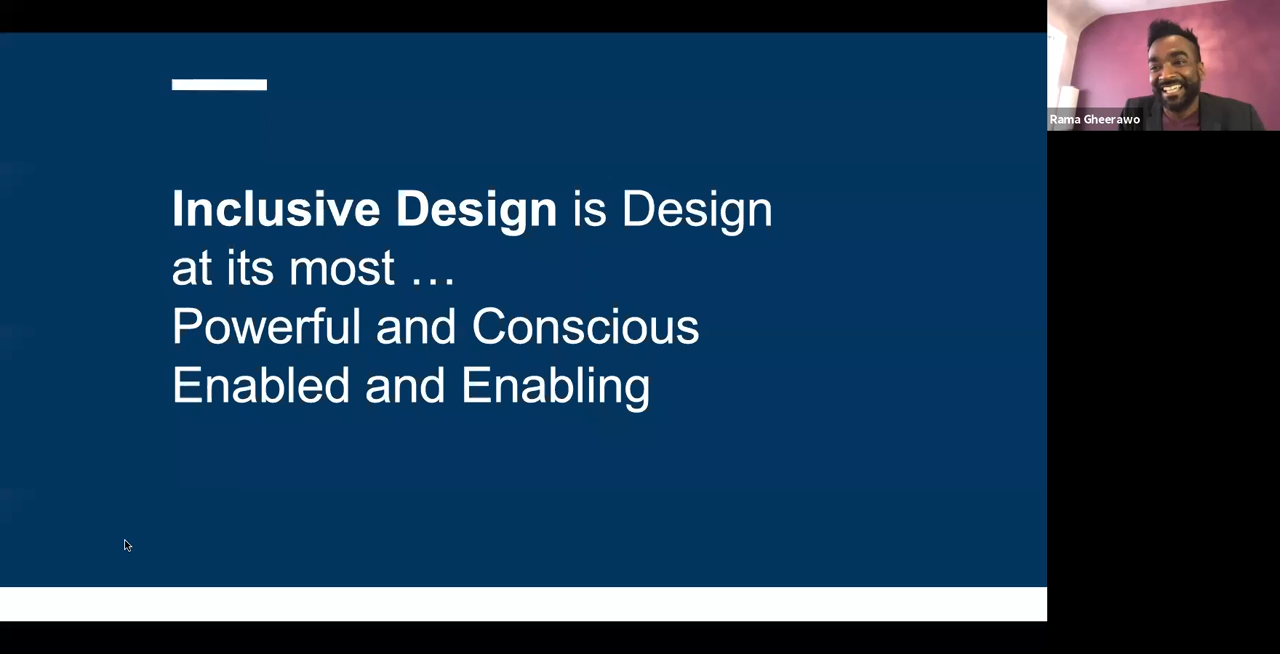 Inclusive Design is Design
at its most …
Powerful and Conscious
Enabled and Enabling
Rama Gheerawo